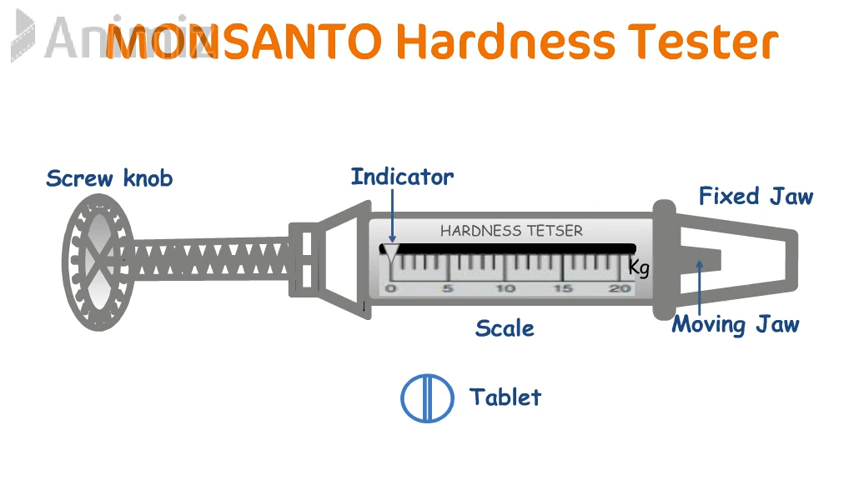 Animiz
MONSANTO Hardness Tester
Screw knob
Indicator
Fixed Jaw
HARDNESS TETSER
Kg
0 5 10 15 20
Scale
Moving Jaw
Tablet